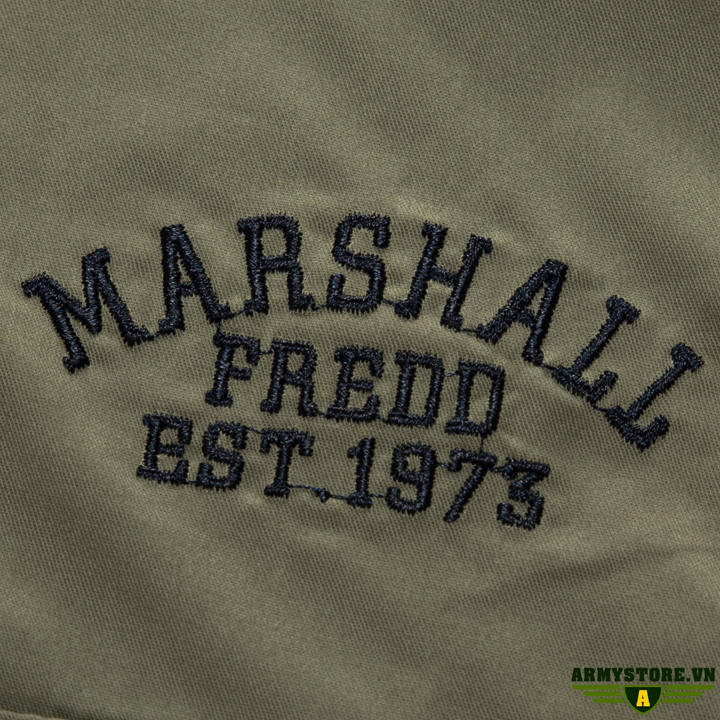 MARSHALL
FREDD
EST.1973
ARMYSTORE.VN
A